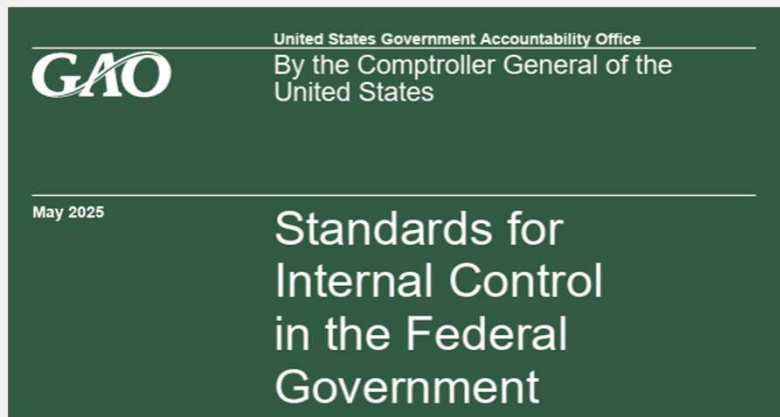 United States Government Accountability Office
GAO
By the Comptroller General of the
United States
May 2025
Standards for
Internal Control
in the Federal
Government